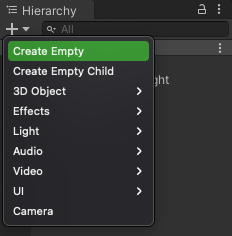 Hierarchy
All
Create Empty
Create Empty Child
3D Object
Effects
Light
Audio
Video
UI
Camera